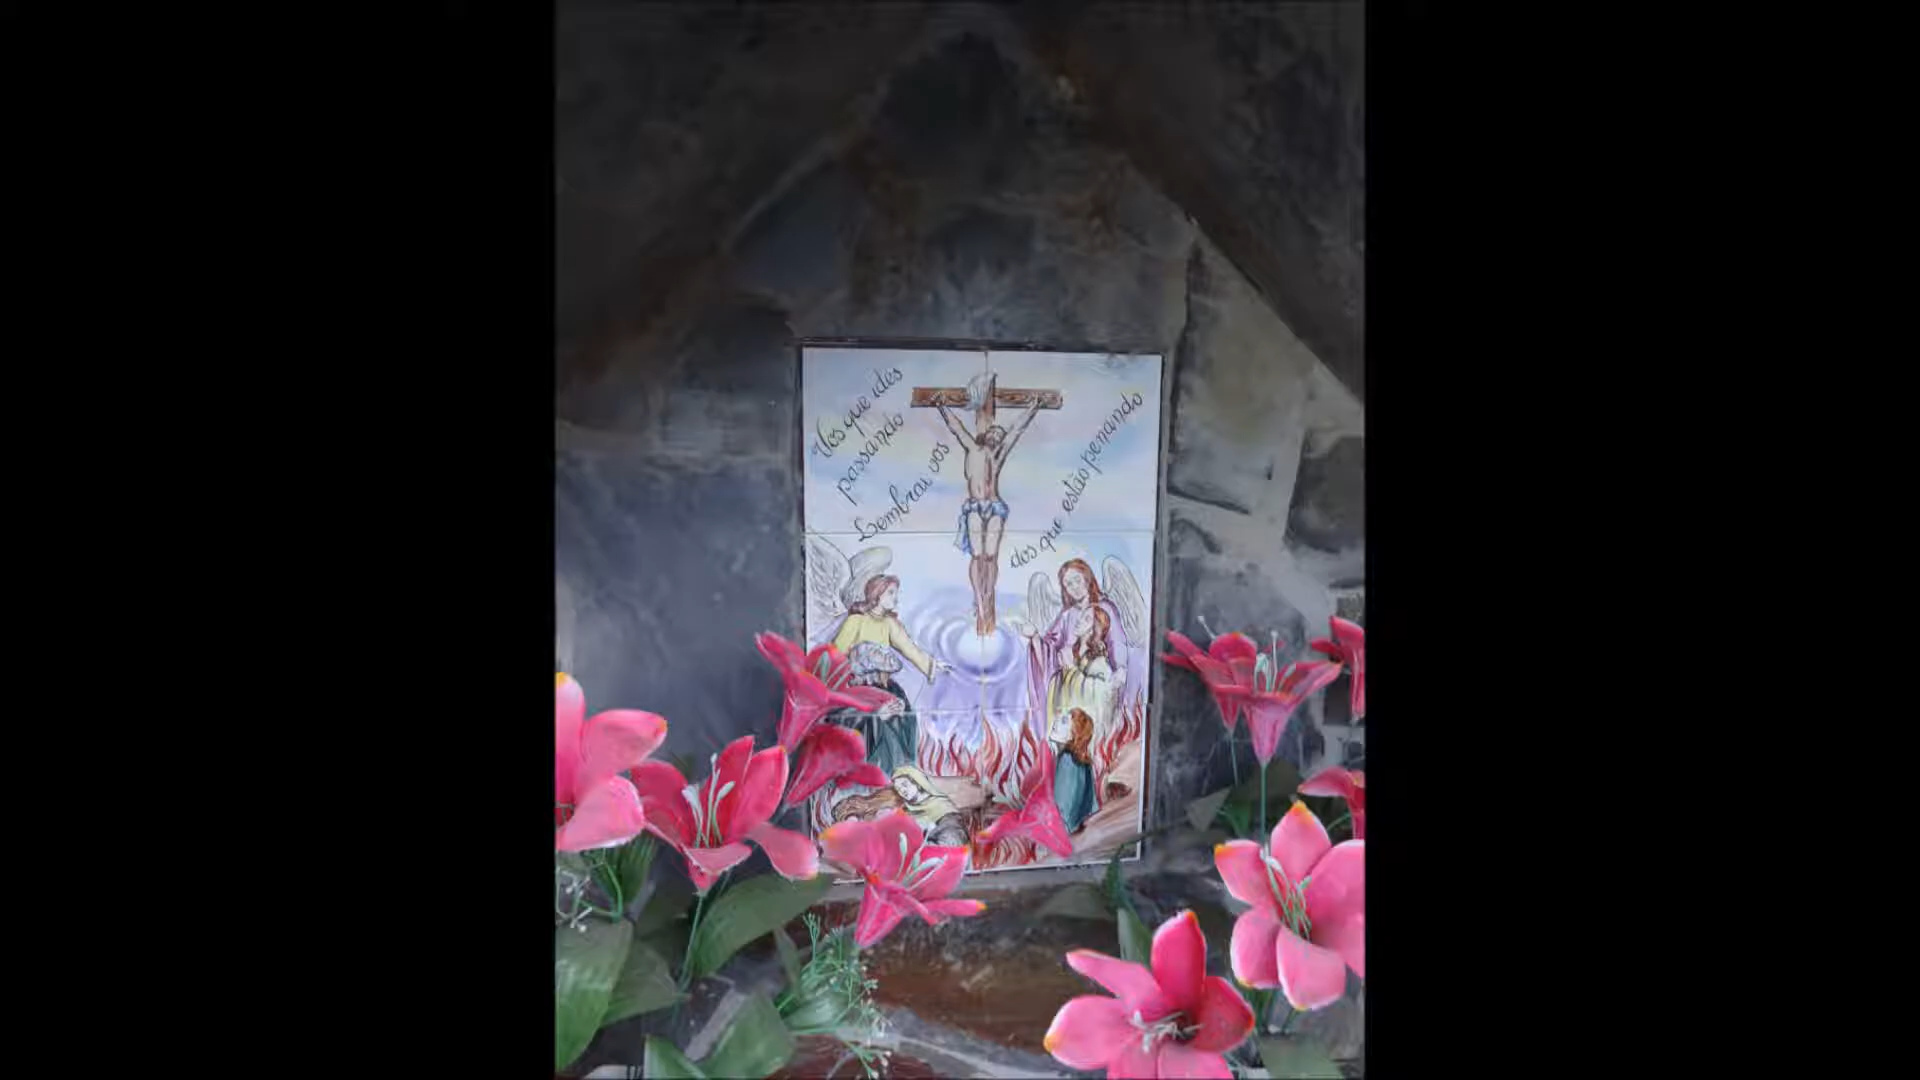 Vós que ides
passando
Lembrai vos
dos que estão penando